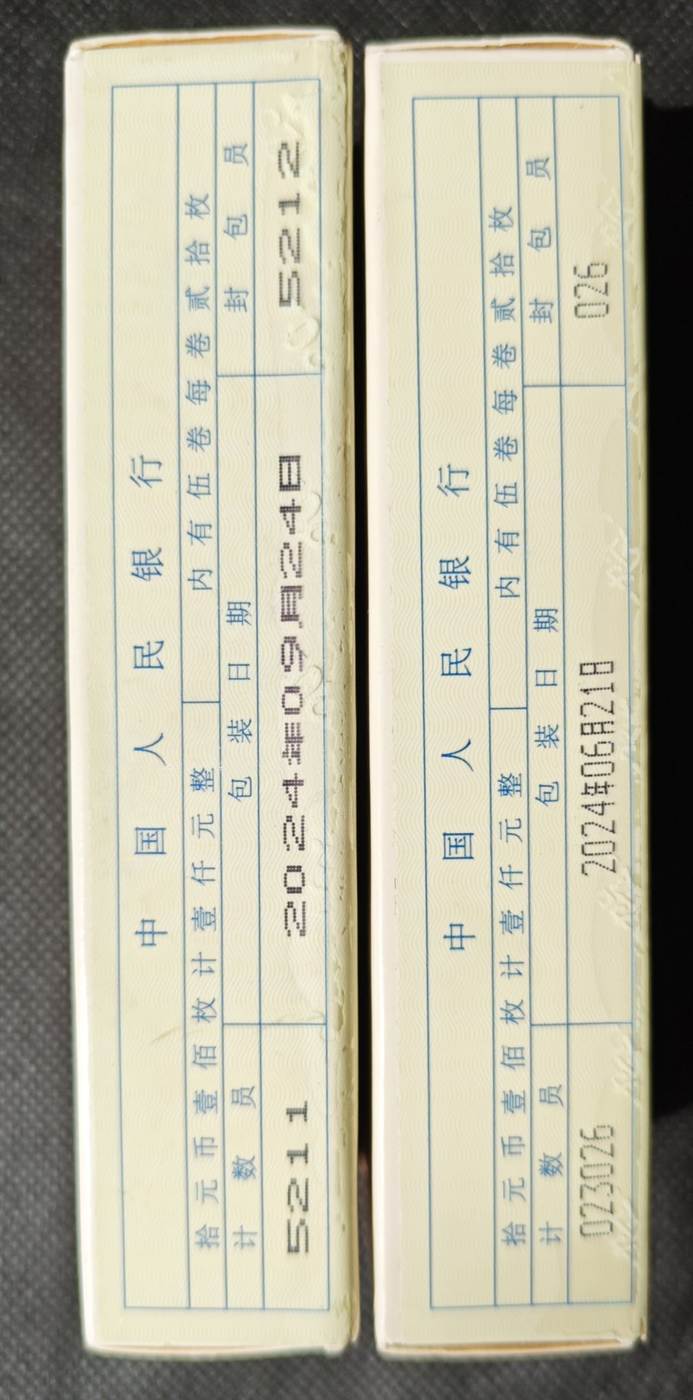 中国人民银行
拾元币壹佰枚计壹仟元整 内有伍卷每卷贰拾枚
计数员 包装日期 封包员
5211 2024年09月24日 5212
中国人民银行
拾元币壹佰枚计壹仟元整 内有伍卷每卷贰拾枚
计数员 包装日期 封包员
023026 2024年06月21日 026